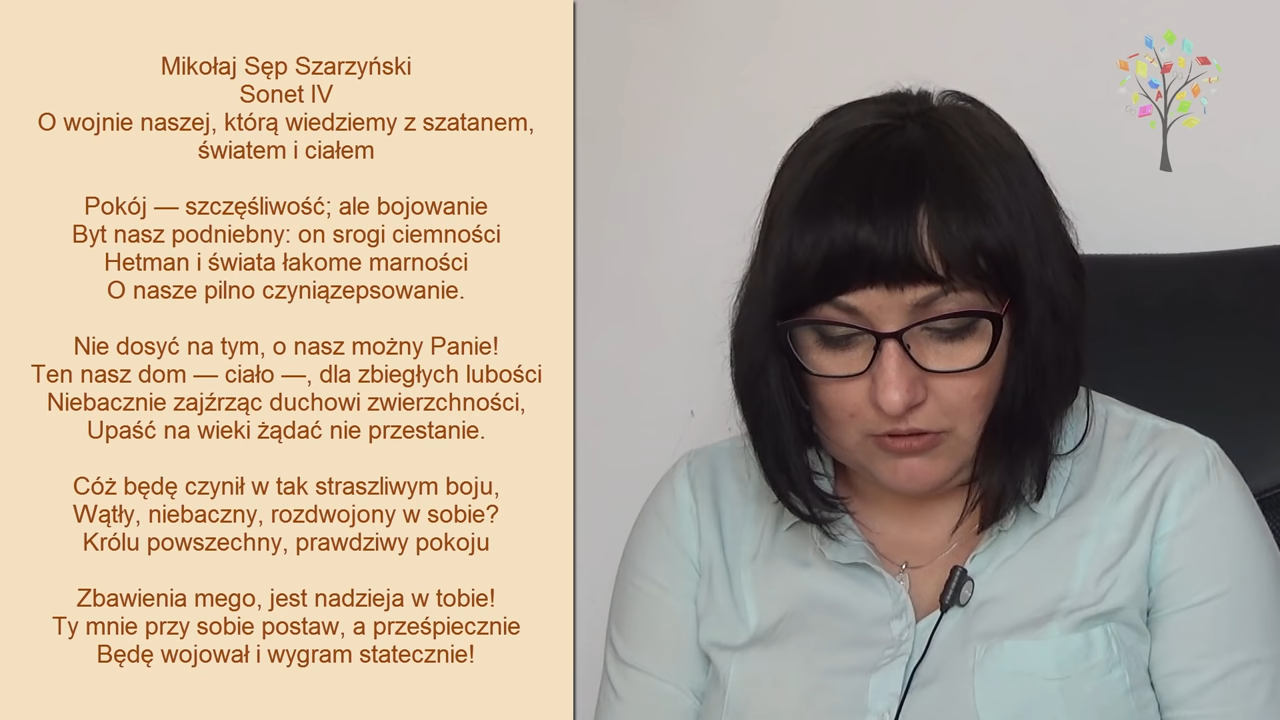 Mikołaj Sęp Szarzyński
Sonet IV
O wojnie naszej, którą wiedziemy z szatanem,
światem i ciałem
Pokój — szczęśliwość; ale bojowanie
Byt nasz podniebny: on srogi ciemności
Hetman i świata łakome marności
O nasze pilno czyniązepsowanie.
Nie dosyć na tym, o nasz możny Panie!
Ten nasz dom — ciało —, dla zbiegłych lubości
Niebacznie zajźrząc duchowi zwierzchności,
Upaść na wieki żądać nie przestanie.
Cóż będę czynił w tak straszliwym boju,
Wątły, niebaczny, rozdwojony w sobie?
Królu powszechny, prawdziwy pokoju
Zbawienia mego, jest nadzieja w tobie!
Ty mnie przy sobie postaw, a prześpiecznie
Będę wojował i wygram statecznie!